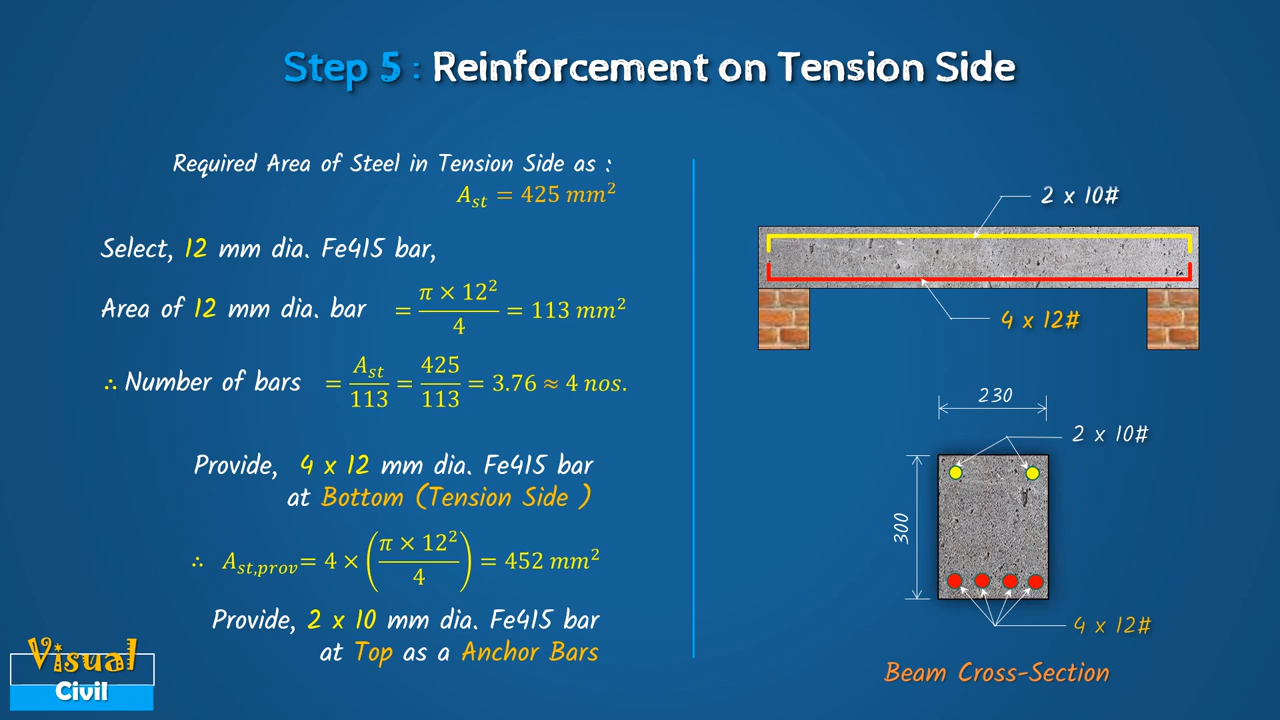 Step 5 : Reinforcement on Tension Side
Required Area of Steel in Tension Side as :
A_st = 425 mm²
Select, 12 mm dia. Fe415 bar,
Area of 12 mm dia. bar = π × 12² / 4 = 113 mm²
∴ Number of bars = A_st / 113 = 425 / 113 = 3.76 ≈ 4 nos.
Provide, 4 x 12 mm dia. Fe415 bar
at Bottom (Tension Side )
∴ A_st,prov = 4 × (π × 12² / 4) = 452 mm²
Provide, 2 x 10 mm dia. Fe415 bar
at Top as a Anchor Bars
2 x 10#
4 x 12#
230
2 x 10#
300
4 x 12#
Beam Cross-Section
Visual
Civil